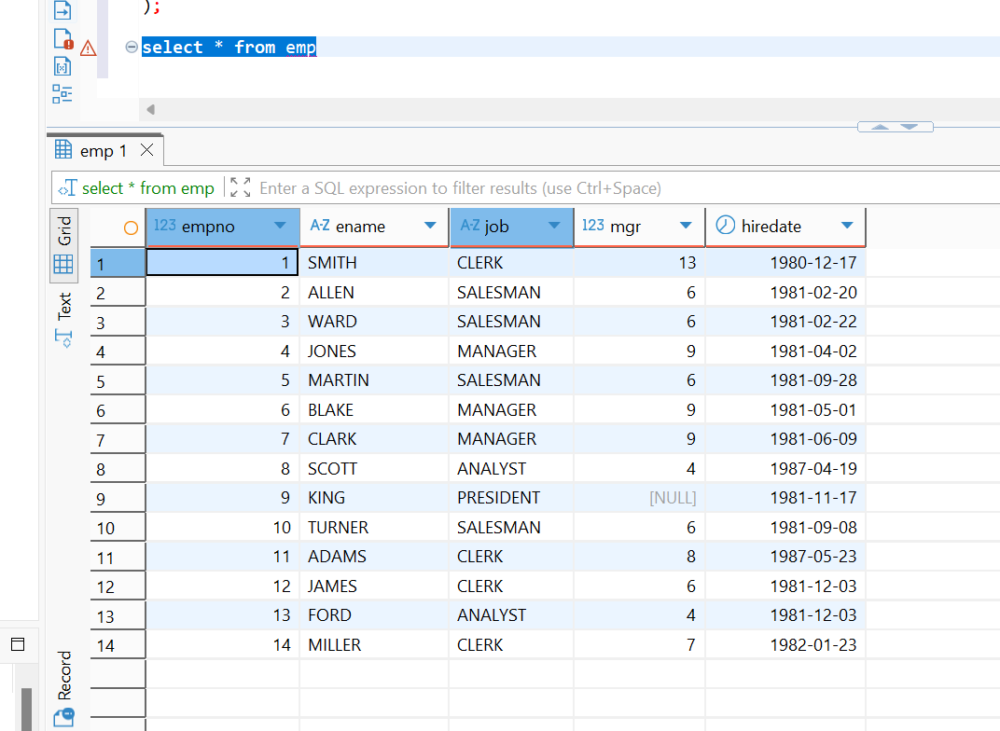 );
select * from emp
emp 1
select * from emp Enter a SQL expression to filter results (use Ctrl+Space)
Grid
Text
Record
123 empno A-Z ename A-Z job 123 mgr hiredate
1 1 SMITH CLERK 13 1980-12-17
2 2 ALLEN SALESMAN 6 1981-02-20
3 3 WARD SALESMAN 6 1981-02-22
4 4 JONES MANAGER 9 1981-04-02
5 5 MARTIN SALESMAN 6 1981-09-28
6 6 BLAKE MANAGER 9 1981-05-01
7 7 CLARK MANAGER 9 1981-06-09
8 8 SCOTT ANALYST 4 1987-04-19
9 9 KING PRESIDENT [NULL] 1981-11-17
10 10 TURNER SALESMAN 6 1981-09-08
11 11 ADAMS CLERK 8 1987-05-23
12 12 JAMES CLERK 6 1981-12-03
13 13 FORD ANALYST 4 1981-12-03
14 14 MILLER CLERK 7 1982-01-23